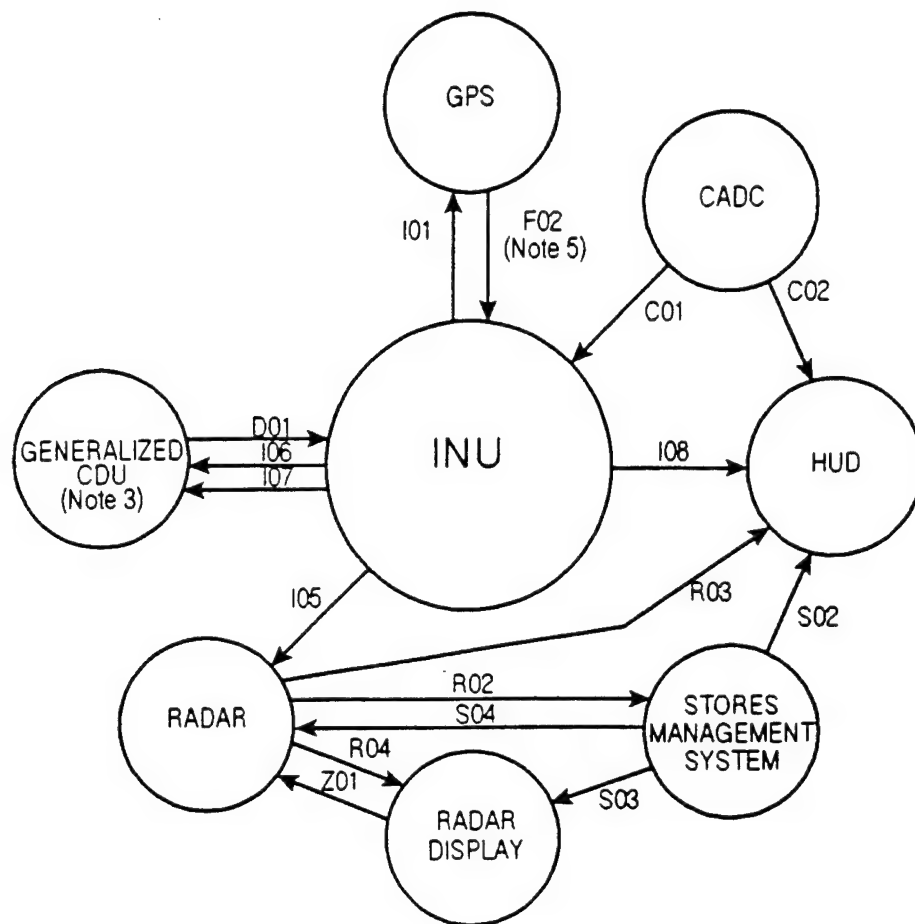 GPS
CADC
I01
F02
(Note 5)
C01
C02
D01
I06
I07
GENERALIZED
CDU
(Note 3)
INU
I08
HUD
I05
R03
S02
RADAR
R02
S04
STORES
MANAGEMENT
SYSTEM
R04
Z01
S03
RADAR
DISPLAY